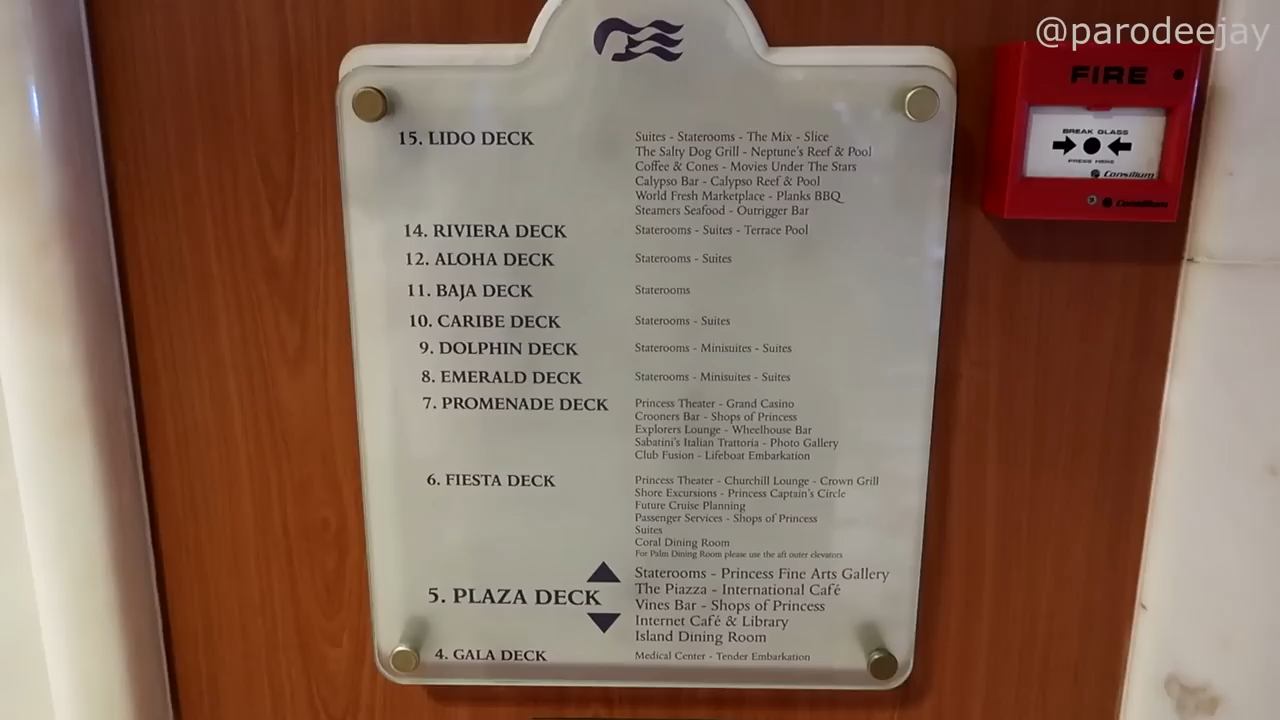 @parodeejay
FIRE
BREAK GLASS
PRESS HERE
Consilium
Consilium
15. LIDO DECK
Suites - Staterooms - The Mix - Slice
The Salty Dog Grill - Neptune's Reef & Pool
Coffee & Cones - Movies Under The Stars
Calypso Bar - Calypso Reef & Pool
World Fresh Marketplace - Planks BBQ
Steamers Seafood - Outrigger Bar
14. RIVIERA DECK Staterooms - Suites - Terrace Pool
12. ALOHA DECK Staterooms - Suites
11. BAJA DECK Staterooms
10. CARIBE DECK Staterooms - Suites
9. DOLPHIN DECK Staterooms - Minisuites - Suites
8. EMERALD DECK Staterooms - Minisuites - Suites
7. PROMENADE DECK Princess Theater - Grand Casino
Crooners Bar - Shops of Princess
Explorers Lounge - Wheelhouse Bar
Sabatini's Italian Trattoria - Photo Gallery
Club Fusion - Lifeboat Embarkation
6. FIESTA DECK Princess Theater - Churchill Lounge - Crown Grill
Shore Excursions - Princess Captain's Circle
Future Cruise Planning
Passenger Services - Shops of Princess
Suites
Coral Dining Room
For Palm Dining Room please use the aft outer elevators
5. PLAZA DECK
Staterooms - Princess Fine Arts Gallery
The Piazza - International Café
Vines Bar - Shops of Princess
Internet Café & Library
Island Dining Room
4. GALA DECK Medical Center - Tender Embarkation